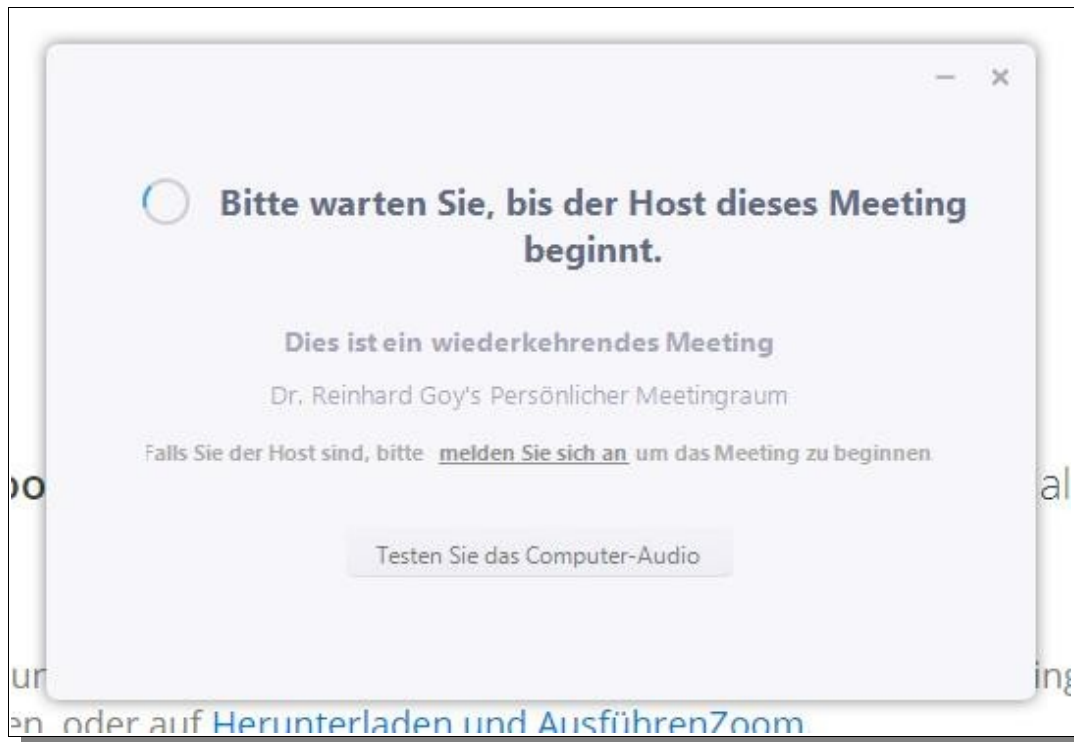 Bitte warten Sie, bis der Host dieses Meeting
beginnt.
Dies ist ein wiederkehrendes Meeting
Dr. Reinhard Goy's Persönlicher Meetingraum
Falls Sie der Host sind, bitte melden Sie sich an um das Meeting zu beginnen
Testen Sie das Computer-Audio
oder auf Herunterladen und AusführenZoom